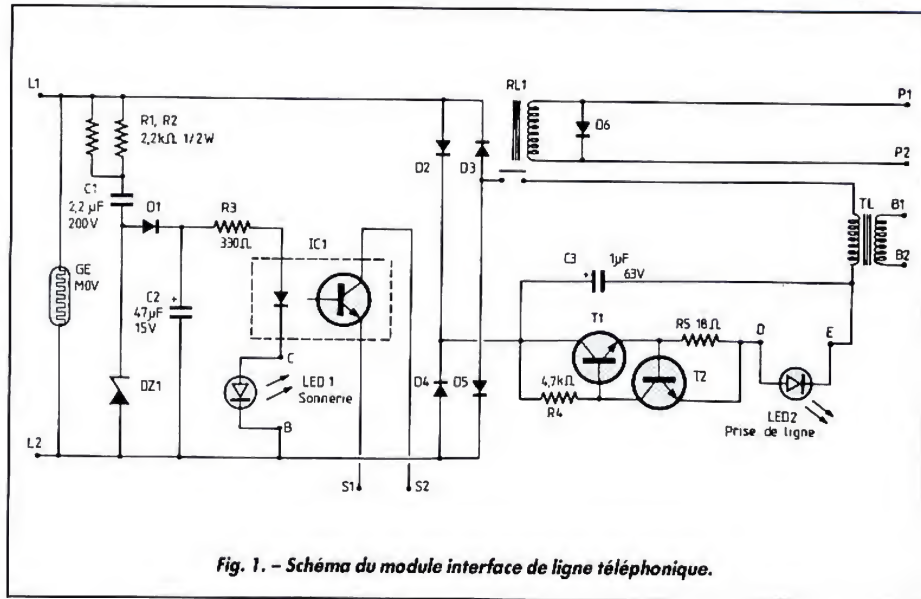 L1
R1, R2
2,2kΩ 1/2W
C1
2,2 µF
200V
D1
R3
330Ω
IC1
GE
MOV
C2
47µF
15V
DZ1
C
LED 1
Sonnerie
B
L2
S1
S2
D2
D3
D4
D5
RL1
D6
P1
P2
TL
B1
B2
C3
1µF
63V
T1
R5 18Ω
D
E
T2
4,7kΩ
R4
LED2
Prise de ligne
Fig. 1. – Schéma du module interface de ligne téléphonique.